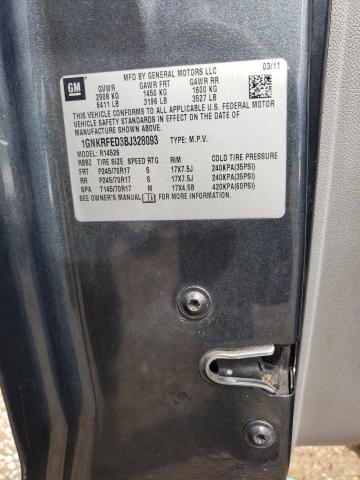 GM
MFD BY GENERAL MOTORS LLC 03/11
GVWR GAWR FRT GAWR RR
2908 KG 1450 KG 1600 KG
6411 LB 3196 LB 3527 LB
THIS VEHICLE CONFORMS TO ALL APPLICABLE U.S. FEDERAL MOTOR
VEHICLE SAFETY STANDARDS IN EFFECT ON THE DATE OF
MANUFACTURE SHOWN ABOVE.
1GNKRFED3BJ328093 TYPE: M.P.V.
MODEL: R14526
RBBZ TIRE SIZE SPEED RTG RIM COLD TIRE PRESSURE
FRT P245/70R17 S 17X7.5J 240KPA(35PSI)
RR P245/70R17 S 17X7.5J 240KPA(35PSI)
SPA T145/70R17 M 17X4.5B 420KPA(60PSI)
SEE OWNER'S MANUAL FOR MORE INFORMATION